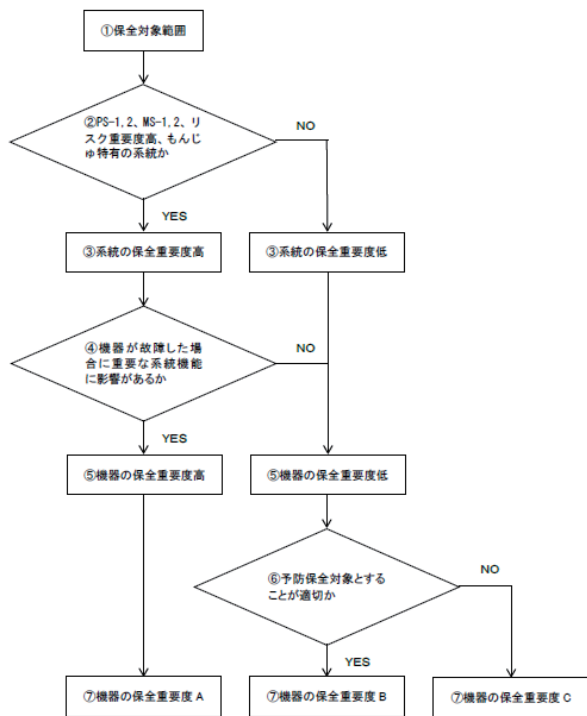 ①保全対象範囲
②PS-1,2、MS-1,2、リ
スク重要度高、もんじ
ゅ特有の系統か
NO
YES
③系統の保全重要度高
③系統の保全重要度低
④機器が故障した場
合に重要な系統機能
に影響があるか
NO
YES
⑤機器の保全重要度高
⑤機器の保全重要度低
⑥予防保全対象とする
ことが適切か
NO
YES
⑦機器の保全重要度 A
⑦機器の保全重要度 B
⑦機器の保全重要度 C